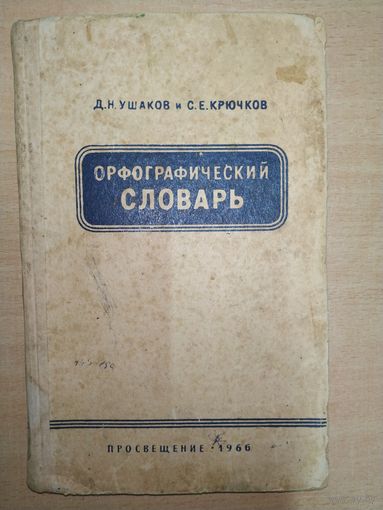 Д.Н.УШАКОВ и С.Е.КРЮЧКОВ
ОРФОГРАФИЧЕСКИЙ
СЛОВАРЬ
ПРОСВЕЩЕНИЕ · 1966